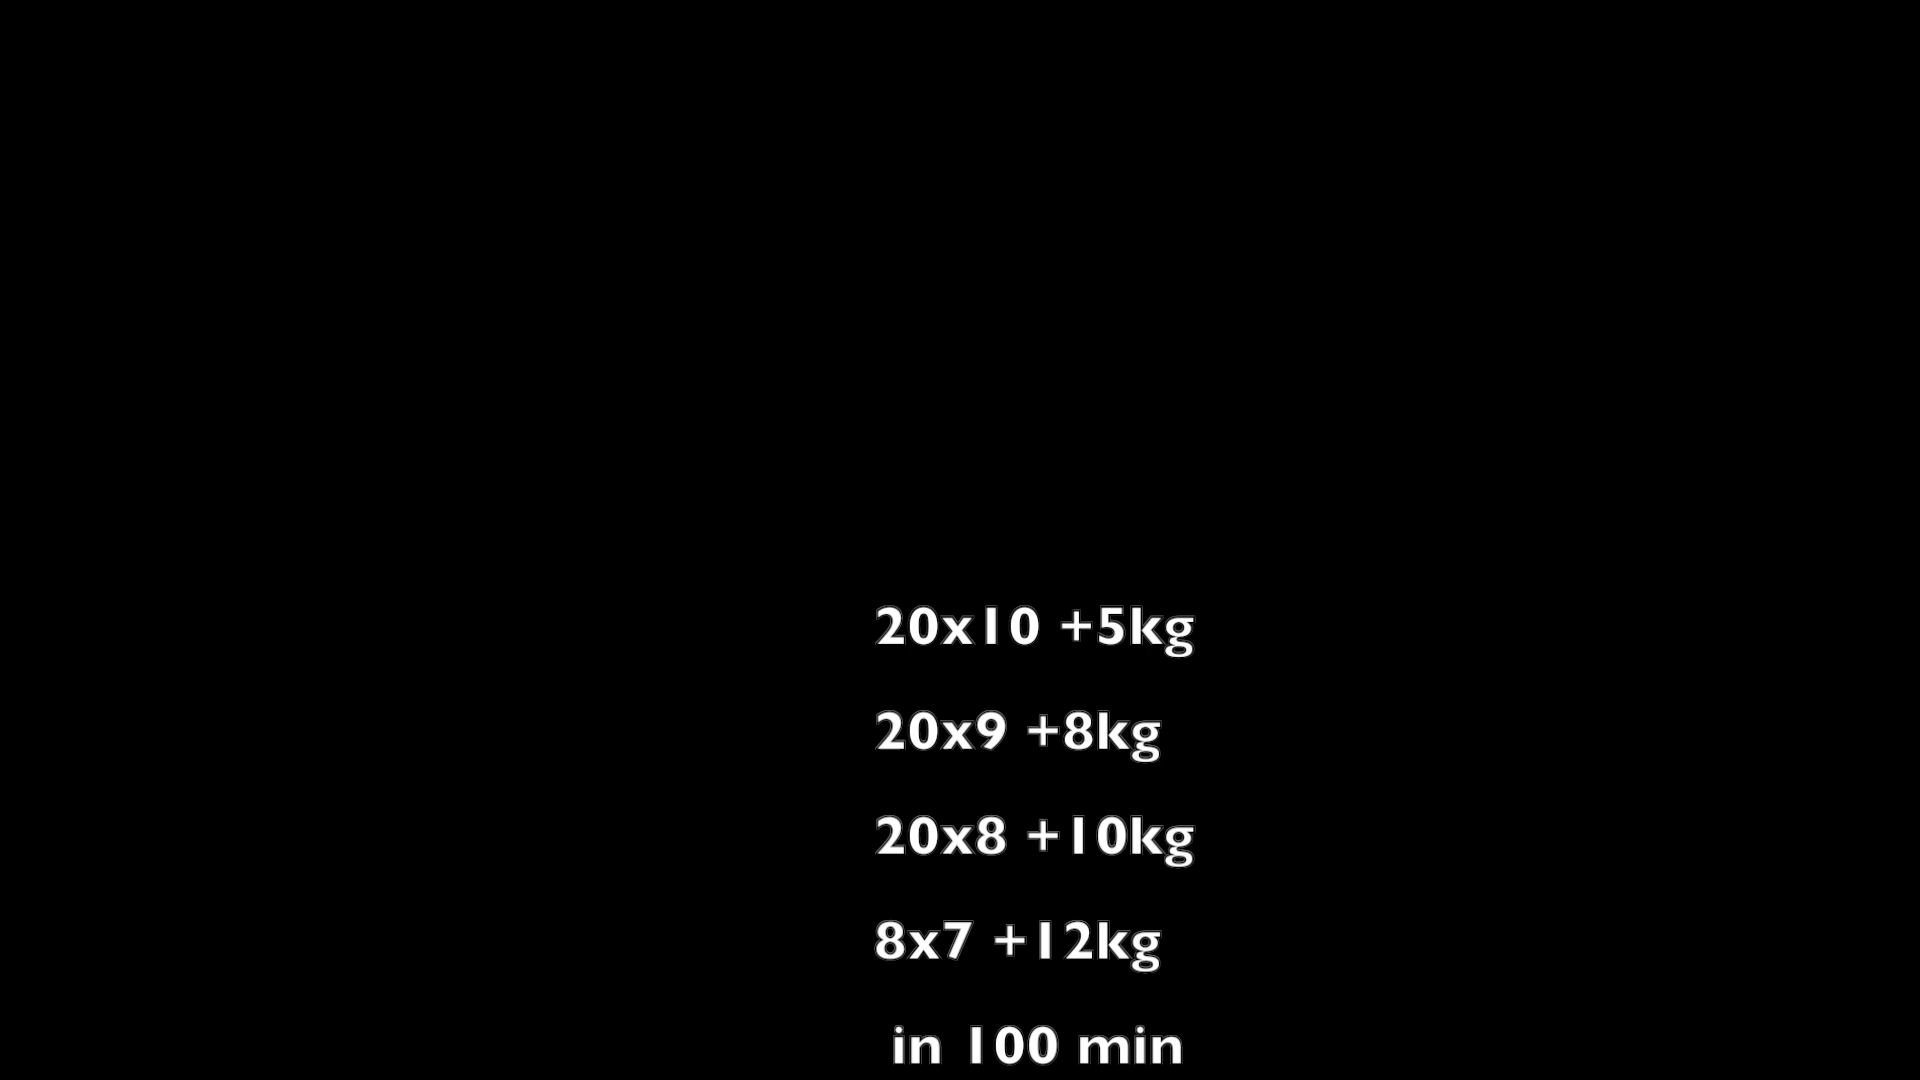 20x10 +5kg
20x9 +8kg
20x8 +10kg
8x7 +12kg
in 100 min